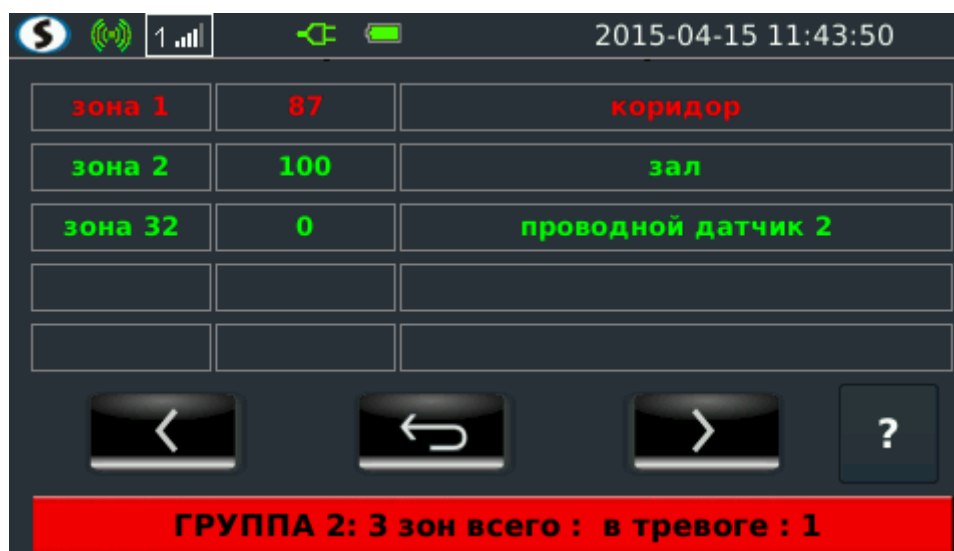 S 1 2015-04-15 11:43:50
зона 1 87 коридор
зона 2 100 зал
зона 32 0 проводной датчик 2
?
ГРУППА 2: 3 зон всего : в тревоге : 1